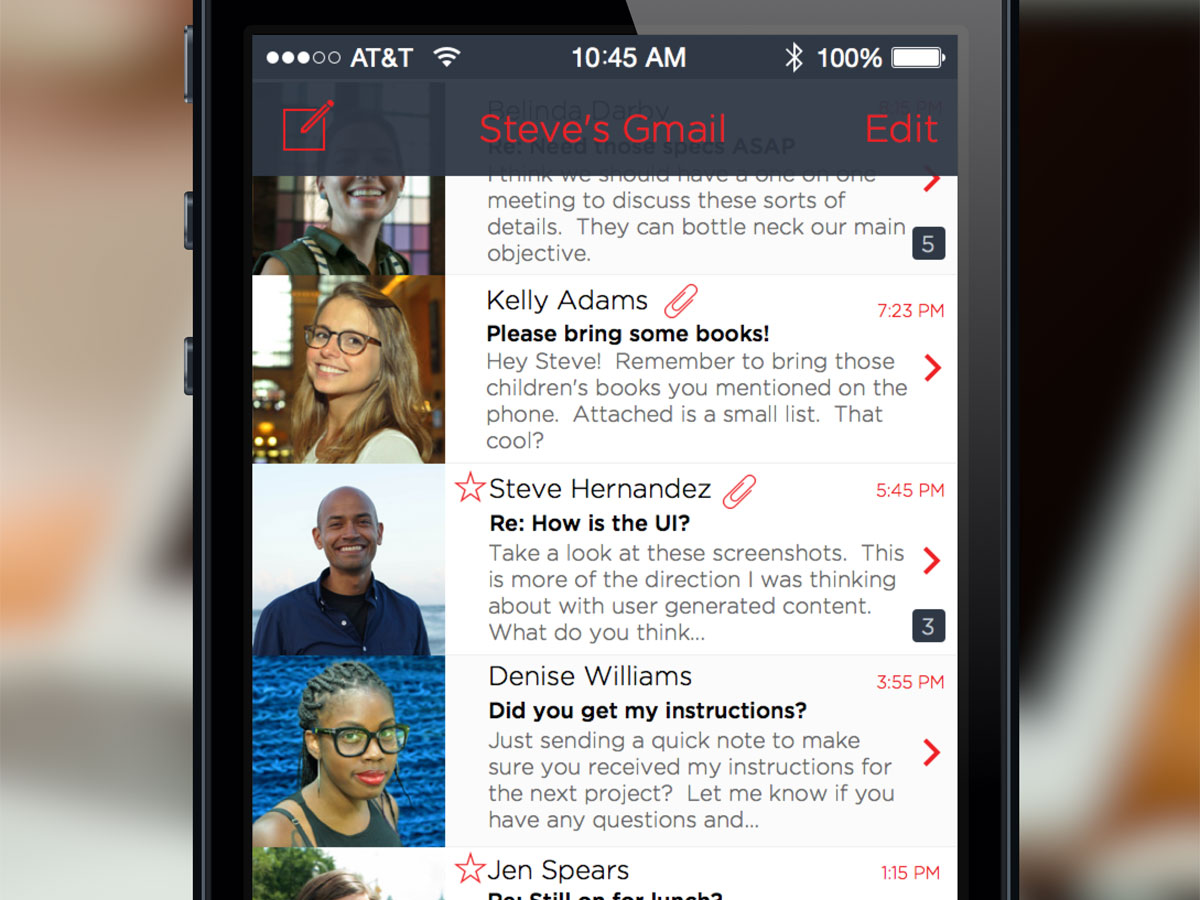 AT&T 10:45 AM 100%
Belinda Darby 8:15 PM
Steve's Gmail Edit
Re: Need those specs ASAP
I think we should have a one on one
meeting to discuss these sorts of
details. They can bottle neck our main
objective.
5
Kelly Adams
7:23 PM
Please bring some books!
Hey Steve! Remember to bring those
children's books you mentioned on the
phone. Attached is a small list. That
cool?
Steve Hernandez
5:45 PM
Re: How is the UI?
Take a look at these screenshots. This
is more of the direction I was thinking
about with user generated content.
What do you think...
3
Denise Williams
3:55 PM
Did you get my instructions?
Just sending a quick note to make
sure you received my instructions for
the next project? Let me know if you
have any questions and...
Jen Spears
1:15 PM
Re: Still on for lunch?